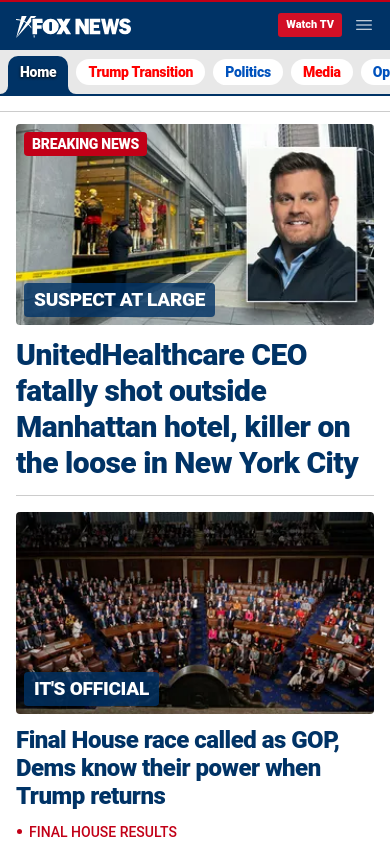 FOX NEWS
Watch TV
Home
Trump Transition
Politics
Media
Op
BREAKING NEWS
SUSPECT AT LARGE
UnitedHealthcare CEO
fatally shot outside
Manhattan hotel, killer on
the loose in New York City
IT'S OFFICIAL
Final House race called as GOP,
Dems know their power when
Trump returns
• FINAL HOUSE RESULTS